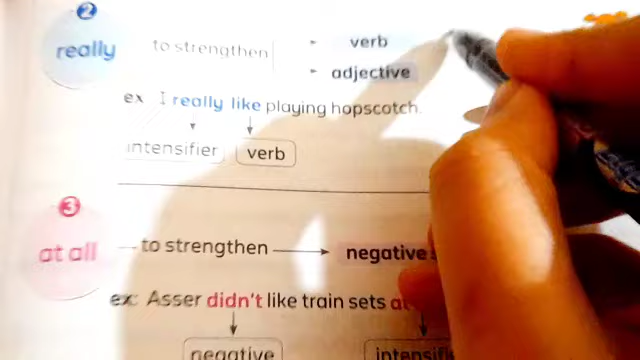 2
really to strengthen verb
adjective
ex I really like playing hopscotch.
intensifier verb
3
at all to strengthen negative
ex: Asser didn't like train sets
negative